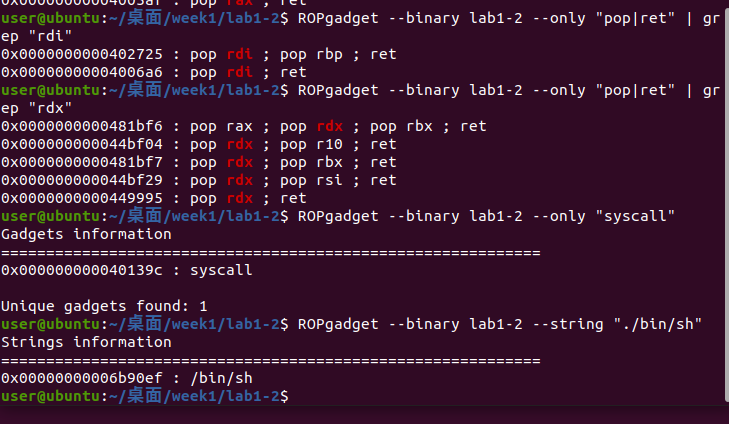 0x00000000004003af : pop rax ; ret
user@ubuntu:~/桌面/week1/lab1-2$ ROPgadget --binary lab1-2 --only "pop|ret" | gr
ep "rdi"
0x0000000000402725 : pop rdi ; pop rbp ; ret
0x00000000004006a6 : pop rdi ; ret
user@ubuntu:~/桌面/week1/lab1-2$ ROPgadget --binary lab1-2 --only "pop|ret" | gr
ep "rdx"
0x0000000000481bf6 : pop rax ; pop rdx ; pop rbx ; ret
0x000000000044bf04 : pop rdx ; pop r10 ; ret
0x0000000000481bf7 : pop rdx ; pop rbx ; ret
0x000000000044bf29 : pop rdx ; pop rsi ; ret
0x0000000000449995 : pop rdx ; ret
user@ubuntu:~/桌面/week1/lab1-2$ ROPgadget --binary lab1-2 --only "syscall"
Gadgets information
============================================================
0x000000000040139c : syscall

Unique gadgets found: 1
user@ubuntu:~/桌面/week1/lab1-2$ ROPgadget --binary lab1-2 --string "./bin/sh"
Strings information
============================================================
0x00000000006b90ef : /bin/sh
user@ubuntu:~/桌面/week1/lab1-2$